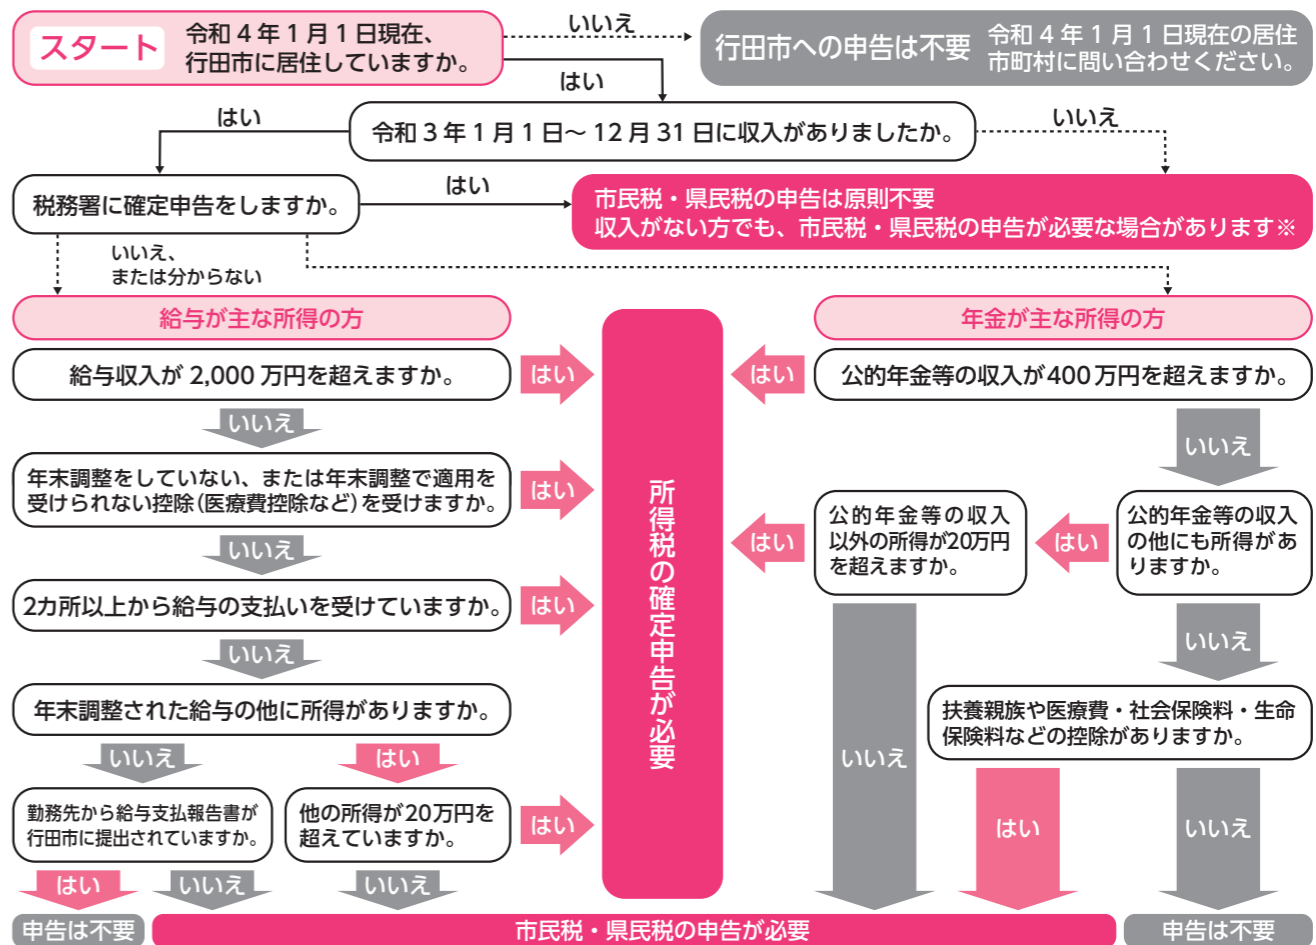 スタート
令和4年1月1日現在、
行田市に居住していますか。
いいえ
行田市への申告は不要
令和4年1月1日現在の居住
市町村に問い合わせください。
はい
はい
令和3年1月1日～12月31日に収入がありましたか。
いいえ
税務署に確定申告をしますか。
はい
市民税・県民税の申告は原則不要
収入がない方でも、市民税・県民税の申告が必要な場合があります※
いいえ、
または分からない
給与が主な所得の方
給与収入が2,000万円を超えますか。
はい
いいえ
年末調整をしていない、または年末調整で適用を
受けられない控除(医療費控除など)を受けますか。
はい
いいえ
2カ所以上から給与の支払いを受けていますか。
はい
いいえ
年末調整された給与の他に所得がありますか。
いいえ
はい
勤務先から給与支払報告書が
行田市に提出されていますか。
他の所得が20万円を
超えていますか。
はい
はい
いいえ
いいえ
所得税の確定申告が必要
年金が主な所得の方
公的年金等の収入が400万円を超えますか。
はい
いいえ
公的年金等の収入
の他にも所得があ
りますか。
はい
公的年金等の収入
以外の所得が20万円
を超えますか。
はい
いいえ
いいえ
扶養親族や医療費・社会保険料・生命
保険料などの控除がありますか。
はい
いいえ
申告は不要
市民税・県民税の申告が必要
申告は不要